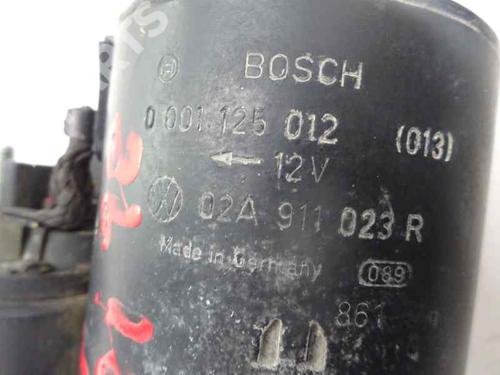 BOSCH
0 001 125 012 (013)
12V
02A 911 023 R
Made in Germany
089
861